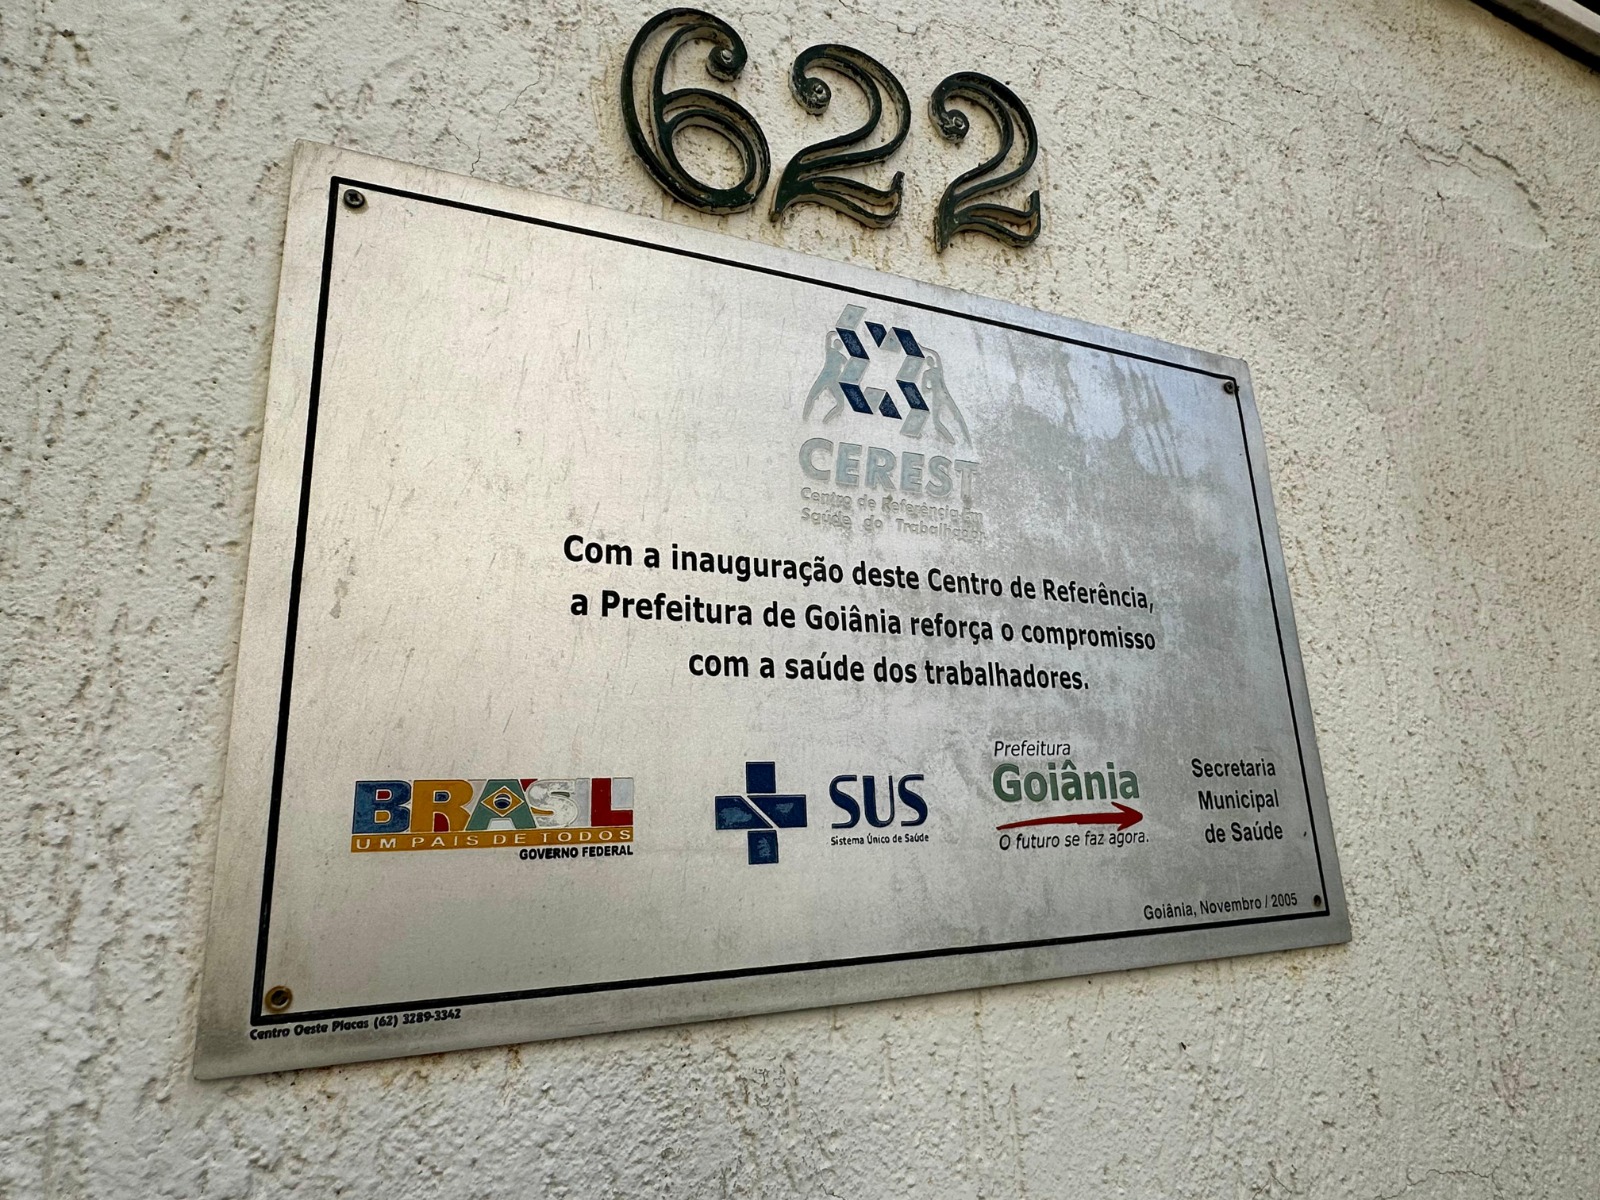 622
CEREST
Centro de Referência em
Saúde do Trabalhador
Com a inauguração deste Centro de Referência,
a Prefeitura de Goiânia reforça o compromisso
com a saúde dos trabalhadores.
BRASIL
UM PAÍS DE TODOS
GOVERNO FEDERAL
SUS
Sistema Único de Saúde
Prefeitura
Goiânia
O futuro se faz agora.
Secretaria
Municipal
de Saúde
Goiânia, Novembro / 2005
Centro Oeste Placas (62) 3289-3342